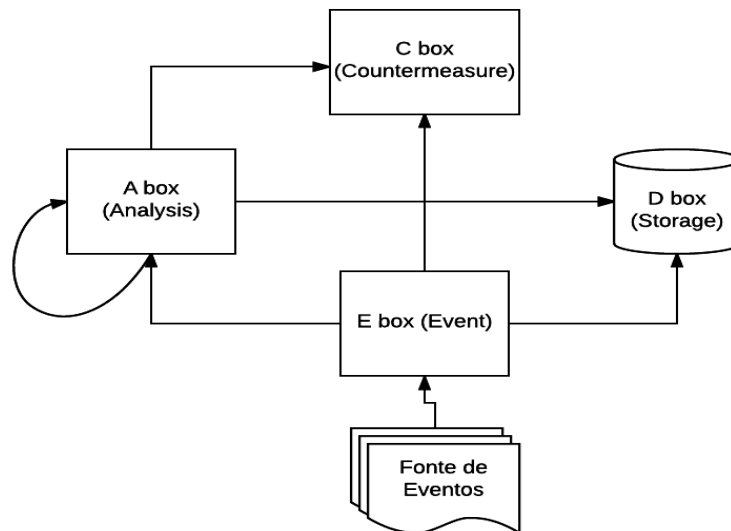 C box
(Countermeasure)
A box
(Analysis)
D box
(Storage)
E box (Event)
Fonte de
Eventos